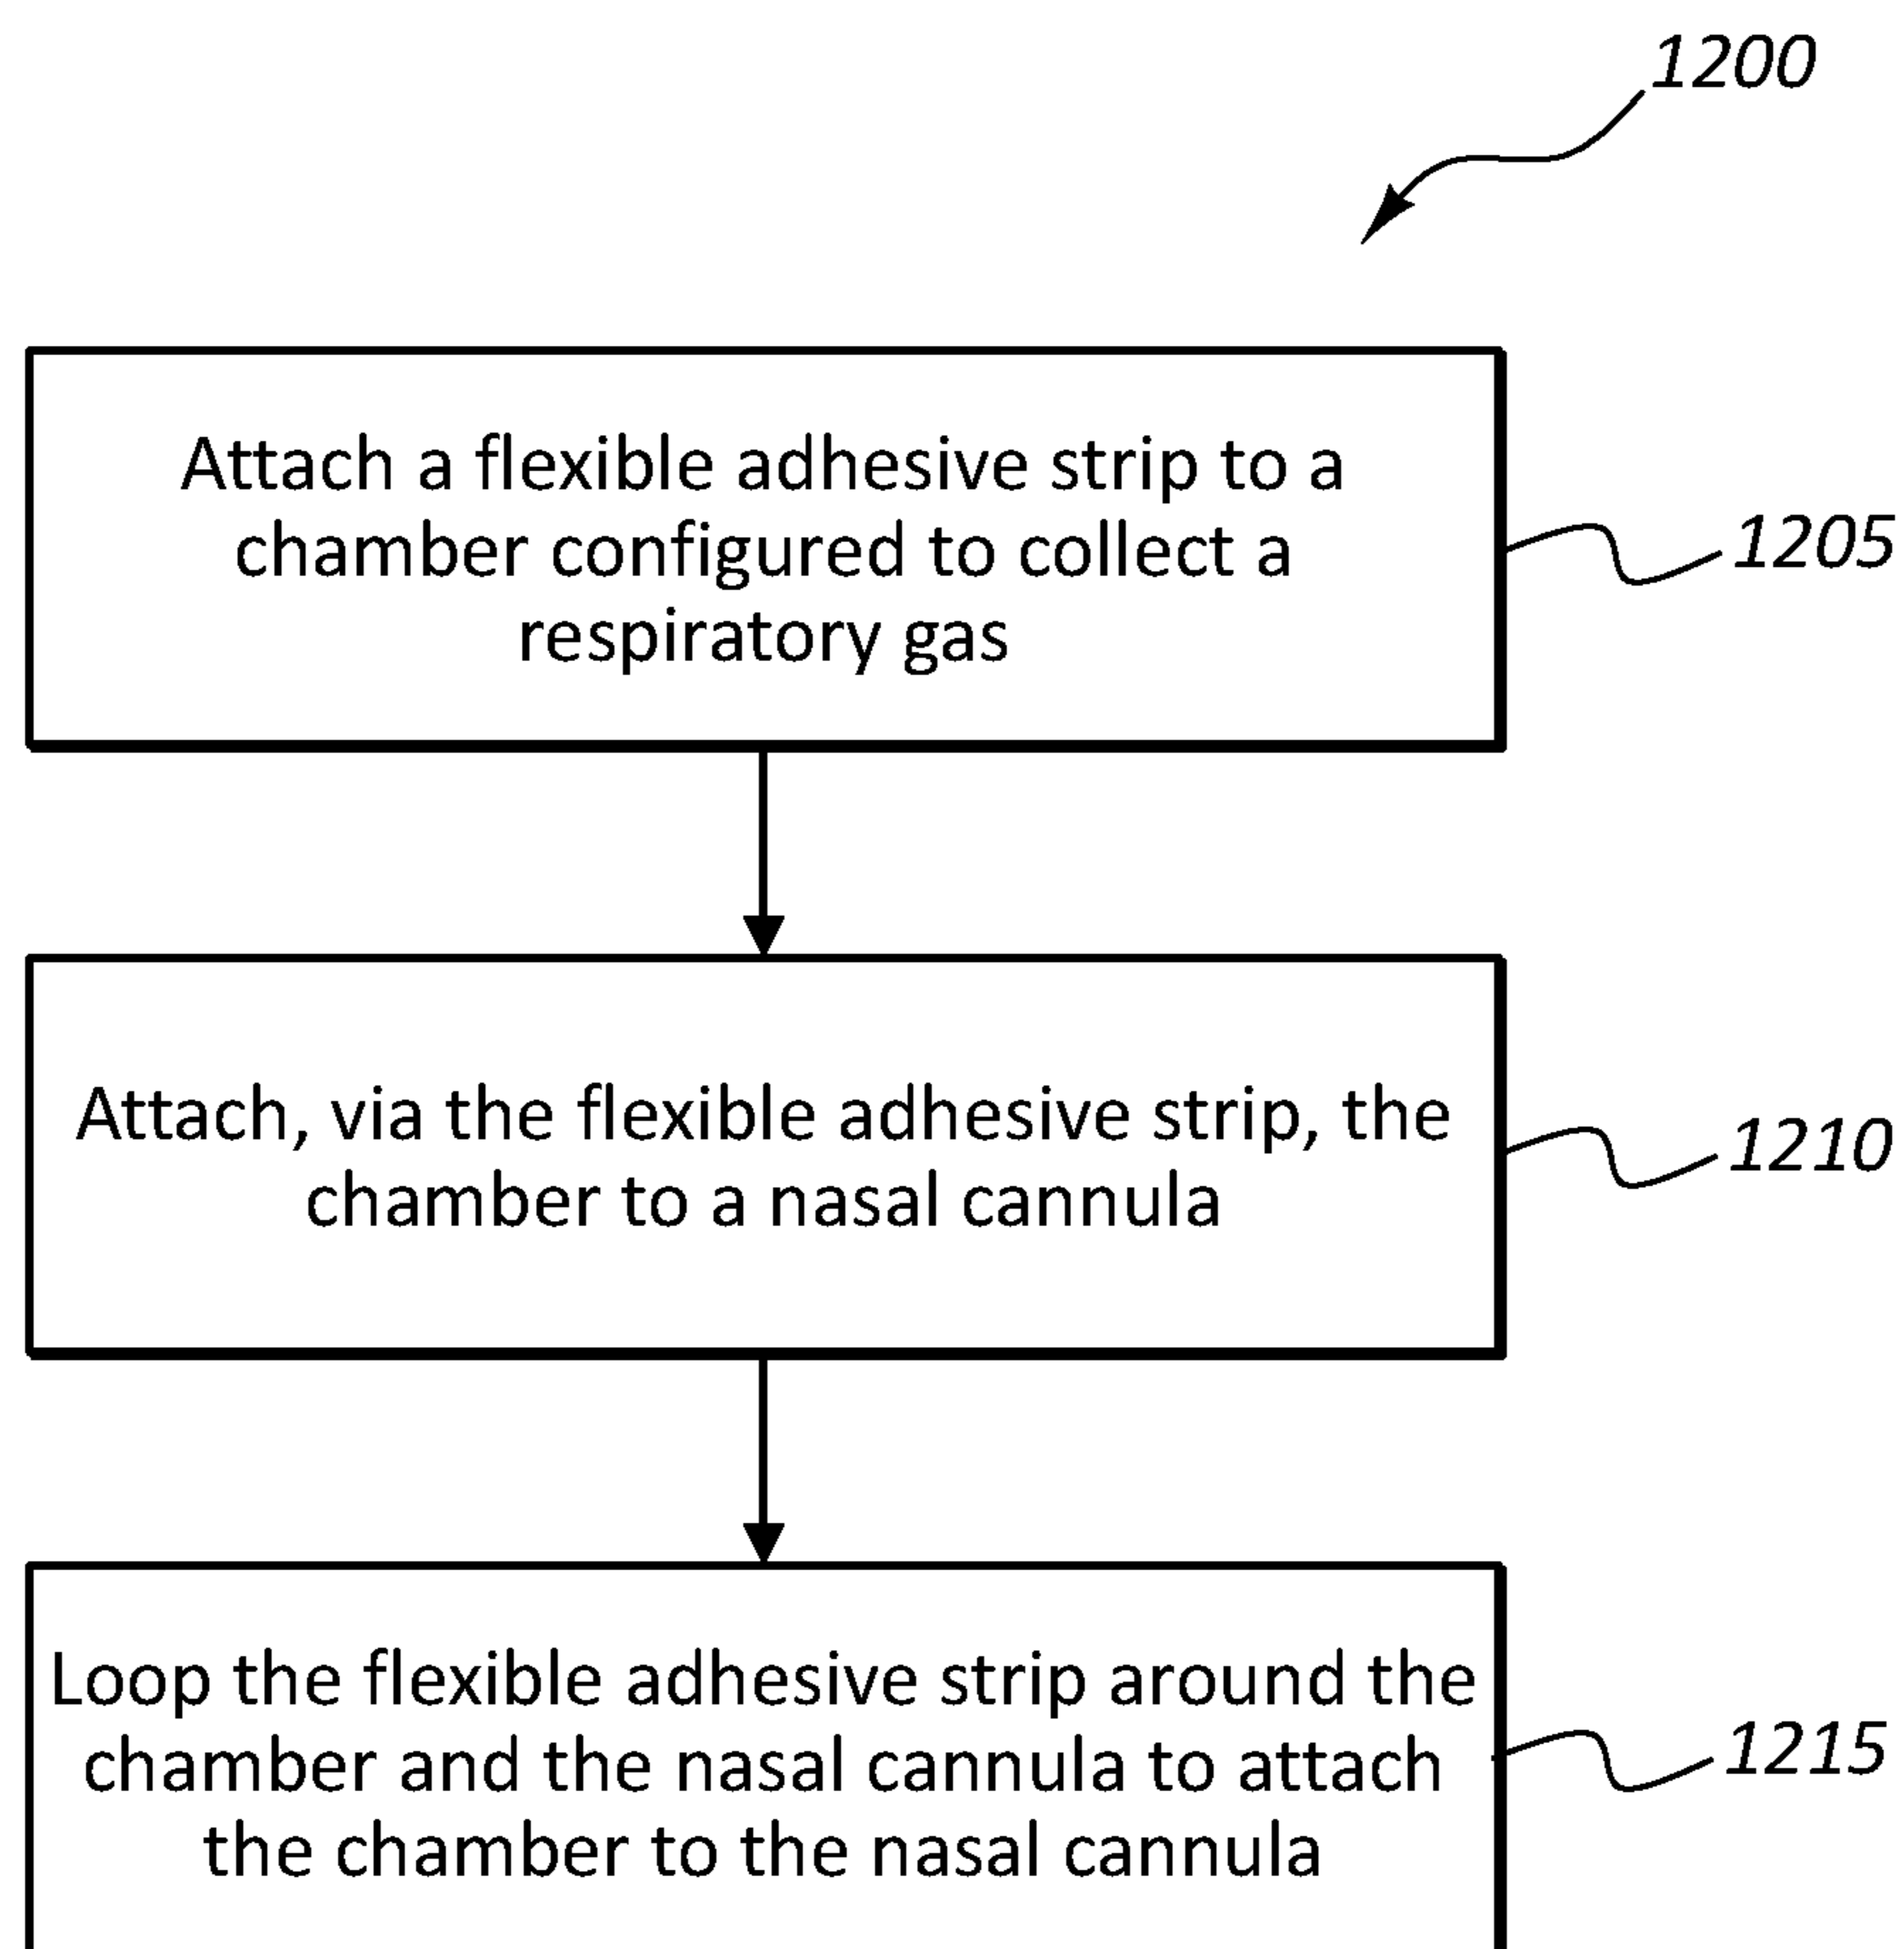 1200
Attach a flexible adhesive strip to a
chamber configured to collect a
respiratory gas
1205
Attach, via the flexible adhesive strip, the
chamber to a nasal cannula
1210
Loop the flexible adhesive strip around the
chamber and the nasal cannula to attach
the chamber to the nasal cannula
1215